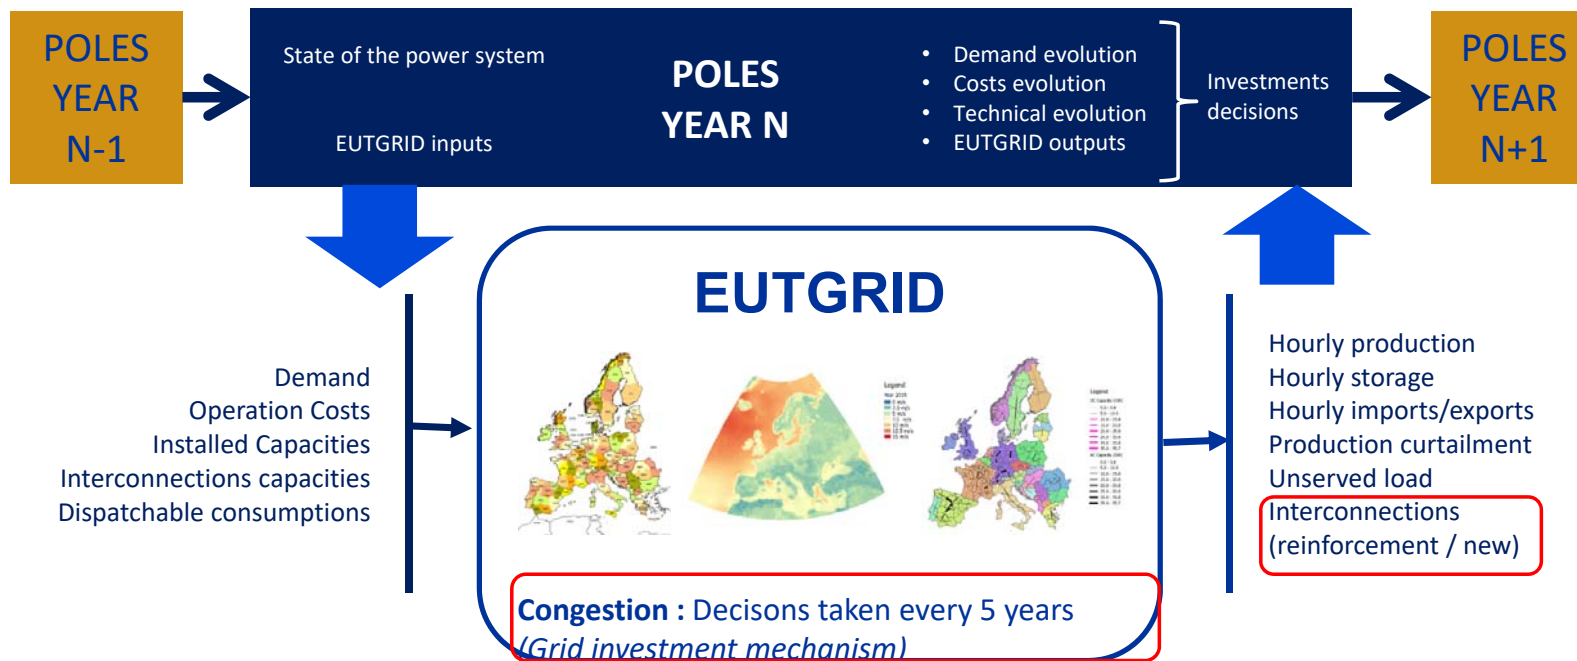 POLES
YEAR
N-1
State of the power system
EUTGRID inputs
POLES
YEAR N
• Demand evolution
• Costs evolution
• Technical evolution
• EUTGRID outputs
Investments
decisions
POLES
YEAR
N+1
Demand
Operation Costs
Installed Capacities
Interconnections capacities
Dispatchable consumptions
EUTGRID
Legend
Legend
Congestion : Decisons taken every 5 years
(Grid investment mechanism)
Hourly production
Hourly storage
Hourly imports/exports
Production curtailment
Unserved load
Interconnections
(reinforcement / new)